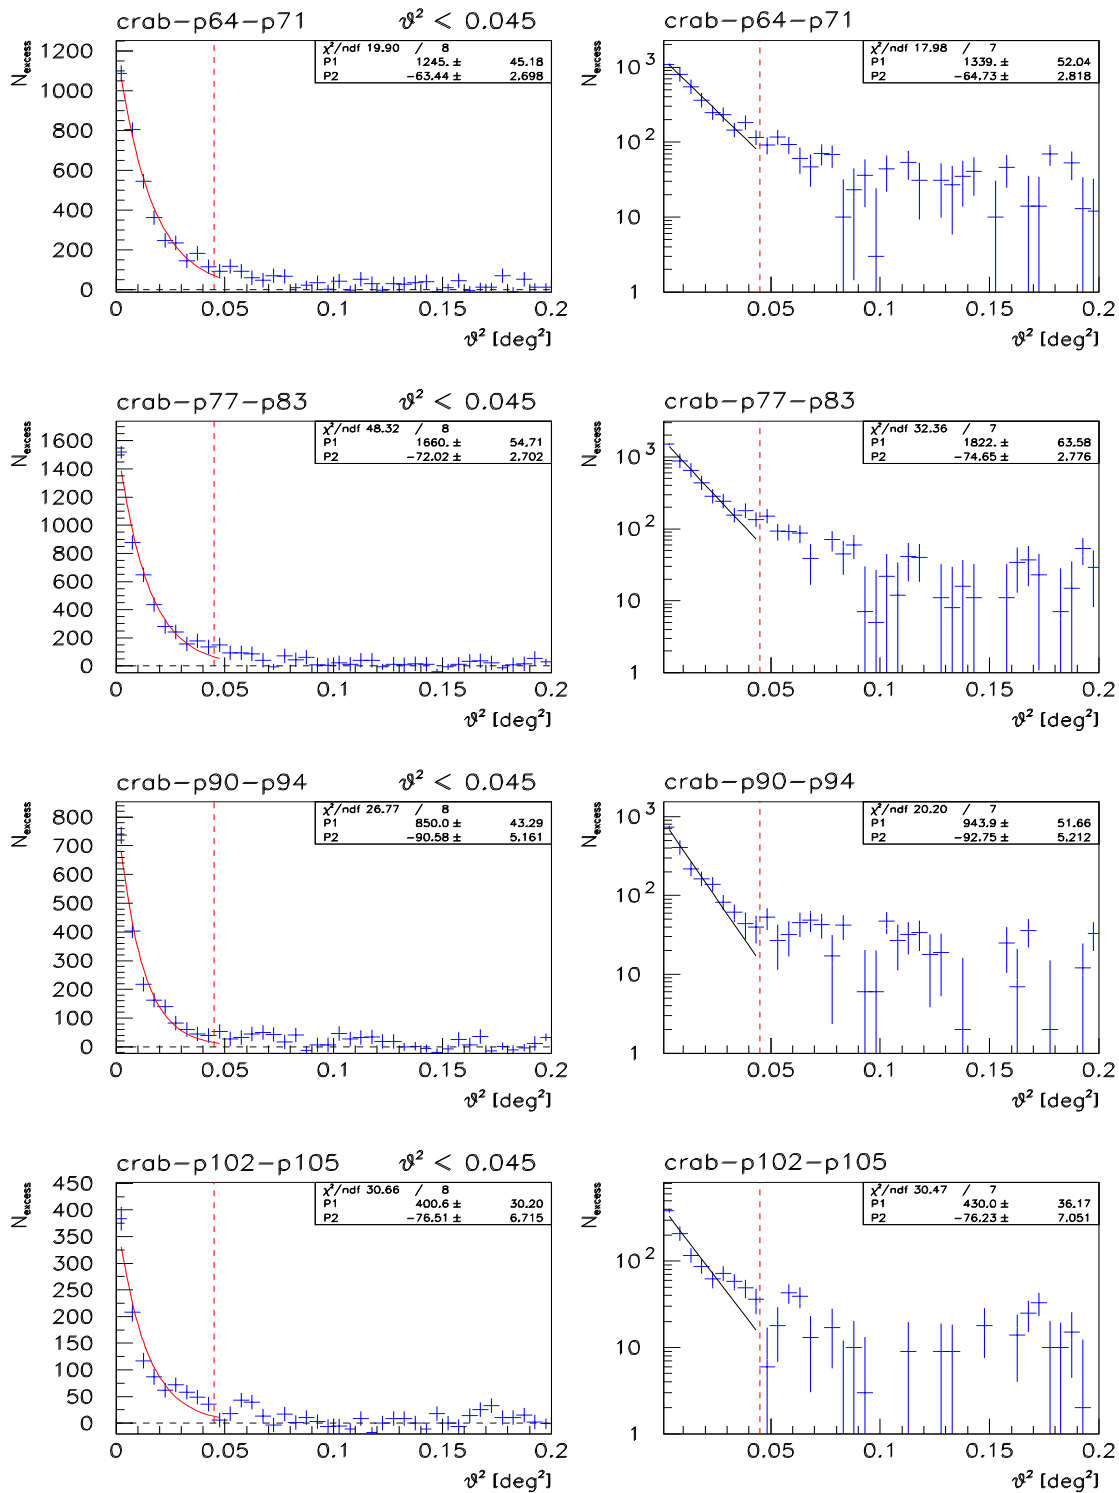 crab-p64-p71 ϑ² < 0.045
χ²/ndf 19.90 / 8
P1 1245. ± 45.18
P2 -63.44 ± 2.698
N_excess
1200
1000
800
600
400
200
0
0 0.05 0.1 0.15 0.2
ϑ² [deg²]
crab-p64-p71
χ²/ndf 17.98 / 7
P1 1339. ± 52.04
P2 -64.73 ± 2.818
N_excess
10³
10²
10
1
0.05 0.1 0.15 0.2
ϑ² [deg²]
crab-p77-p83 ϑ² < 0.045
χ²/ndf 48.32 / 8
P1 1660. ± 54.71
P2 -72.02 ± 2.702
N_excess
1600
1400
1200
1000
800
600
400
200
0
0 0.05 0.1 0.15 0.2
ϑ² [deg²]
crab-p77-p83
χ²/ndf 32.36 / 7
P1 1822. ± 63.58
P2 -74.65 ± 2.776
N_excess
10³
10²
10
1
0.05 0.1 0.15 0.2
ϑ² [deg²]
crab-p90-p94 ϑ² < 0.045
χ²/ndf 26.77 / 8
P1 850.0 ± 43.29
P2 -90.58 ± 5.161
N_excess
800
700
600
500
400
300
200
100
0
0 0.05 0.1 0.15 0.2
ϑ² [deg²]
crab-p90-p94
χ²/ndf 20.20 / 7
P1 943.9 ± 51.66
P2 -92.75 ± 5.212
N_excess
10³
10²
10
1
0.05 0.1 0.15 0.2
ϑ² [deg²]
crab-p102-p105 ϑ² < 0.045
χ²/ndf 30.66 / 8
P1 400.6 ± 30.20
P2 -76.51 ± 6.715
N_excess
450
400
350
300
250
200
150
100
50
0
0 0.05 0.1 0.15 0.2
ϑ² [deg²]
crab-p102-p105
χ²/ndf 30.47 / 7
P1 430.0 ± 36.17
P2 -76.23 ± 7.051
N_excess
10²
10
1
0.05 0.1 0.15 0.2
ϑ² [deg²]